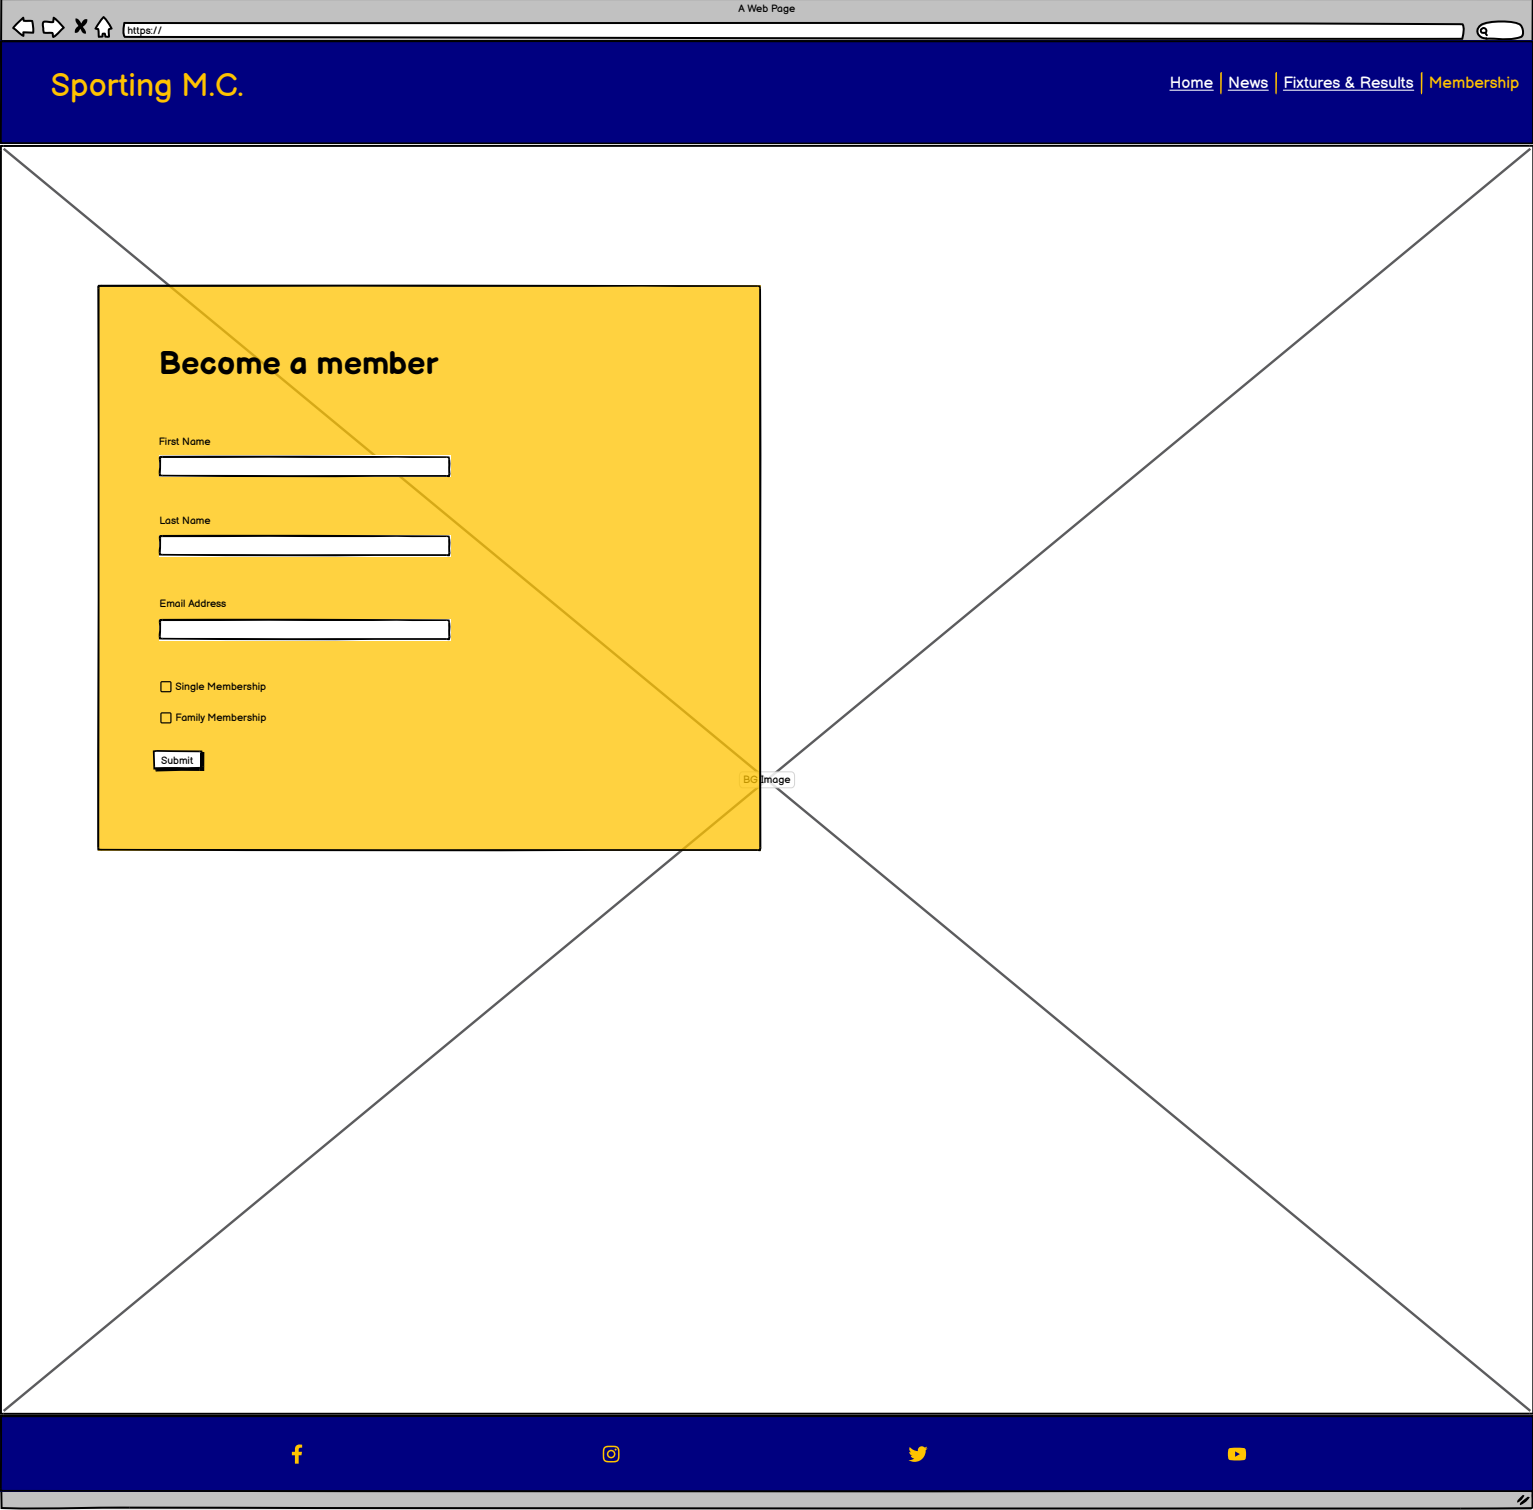 A Web Page
https://
Sporting M.C.
Home News Fixtures & Results Membership
Become a member
First Name
Last Name
Email Address
Single Membership
Family Membership
Submit
BG Image